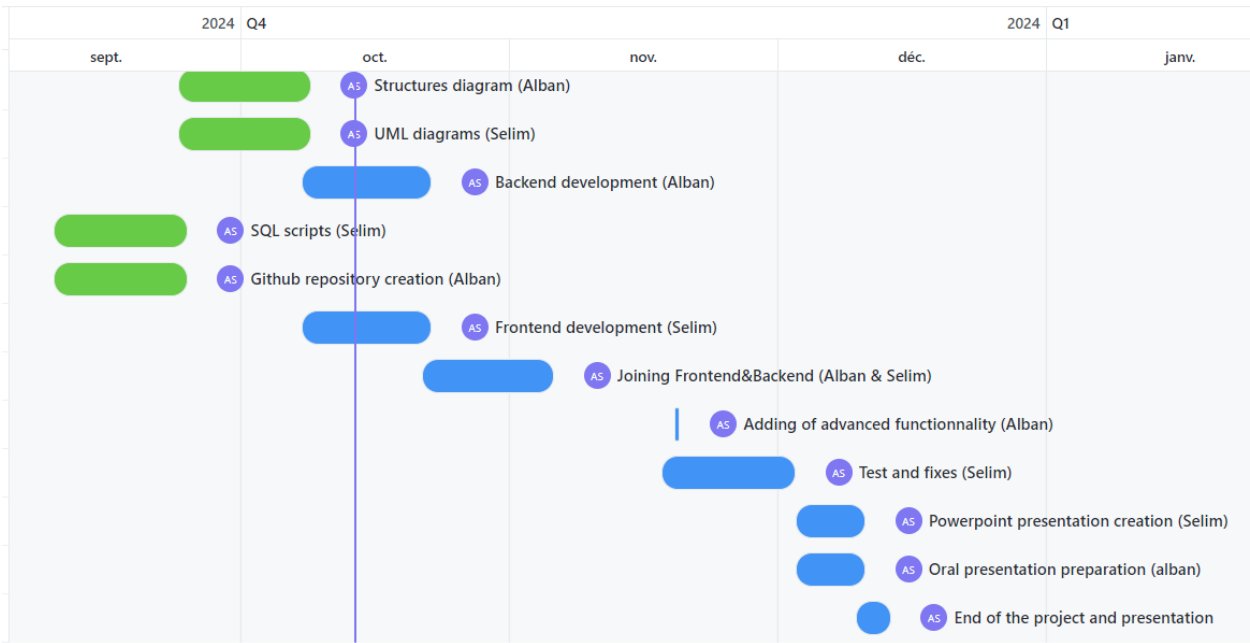 2024 Q4 2024 Q1
sept. oct. nov. déc. janv.
AS Structures diagram (Alban)
AS UML diagrams (Selim)
AS Backend development (Alban)
AS SQL scripts (Selim)
AS Github repository creation (Alban)
AS Frontend development (Selim)
AS Joining Frontend&Backend (Alban & Selim)
AS Adding of advanced functionnality (Alban)
AS Test and fixes (Selim)
AS Powerpoint presentation creation (Selim)
AS Oral presentation preparation (alban)
AS End of the project and presentation